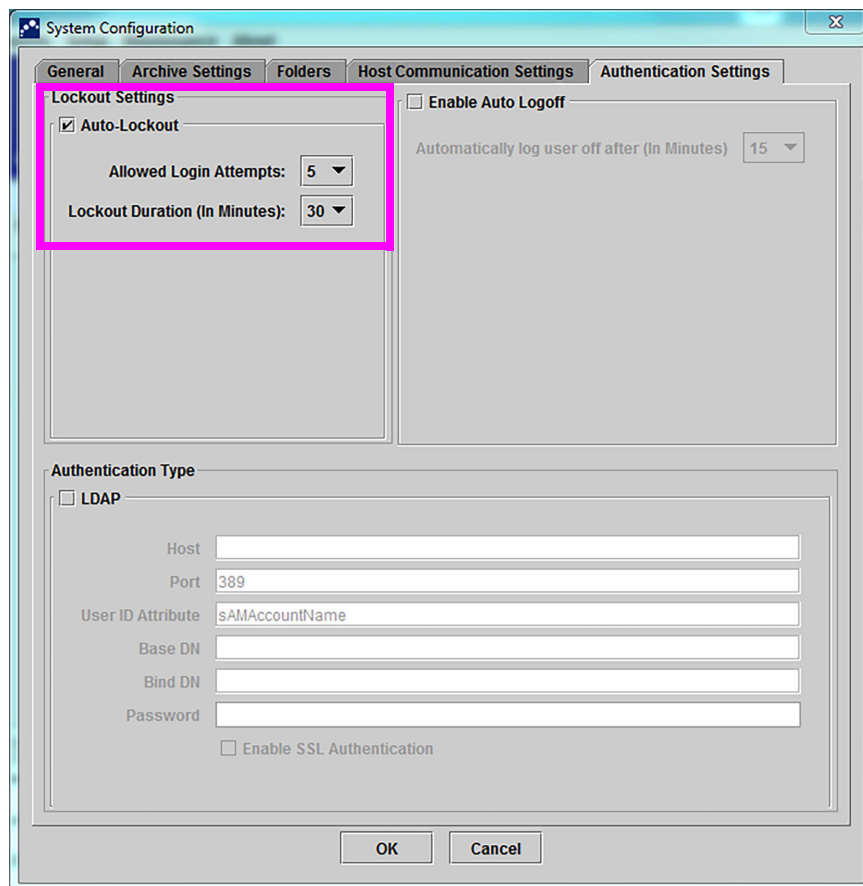 System Configuration
General
Archive Settings
Folders
Host Communication Settings
Authentication Settings
Lockout Settings
Auto-Lockout
Allowed Login Attempts: 5
Lockout Duration (In Minutes): 30
Enable Auto Logoff
Automatically log user off after (In Minutes) 15
Authentication Type
LDAP
Host
Port 389
User ID Attribute sAMAccountName
Base DN
Bind DN
Password
Enable SSL Authentication
OK
Cancel